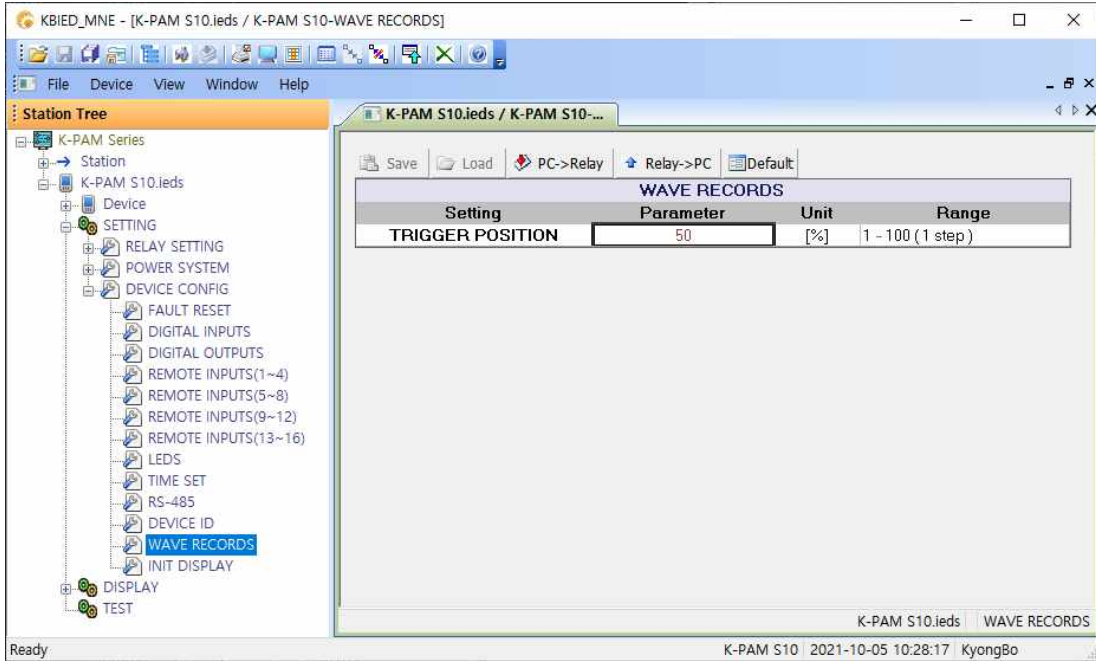 KBIED_MNE - [K-PAM S10.ieds / K-PAM S10-WAVE RECORDS]
File Device View Window Help
Station Tree
K-PAM S10.ieds / K-PAM S10-...
K-PAM Series
Station
K-PAM S10.ieds
Device
SETTING
RELAY SETTING
POWER SYSTEM
DEVICE CONFIG
FAULT RESET
DIGITAL INPUTS
DIGITAL OUTPUTS
REMOTE INPUTS(1~4)
REMOTE INPUTS(5~8)
REMOTE INPUTS(9~12)
REMOTE INPUTS(13~16)
LEDS
TIME SET
RS-485
DEVICE ID
WAVE RECORDS
INIT DISPLAY
DISPLAY
TEST
Save Load PC->Relay Relay->PC Default
WAVE RECORDS
Setting Parameter Unit Range
TRIGGER POSITION 50 [%] 1 - 100 ( 1 step )
K-PAM S10.ieds WAVE RECORDS
Ready K-PAM S10 2021-10-05 10:28:17 KyongBo